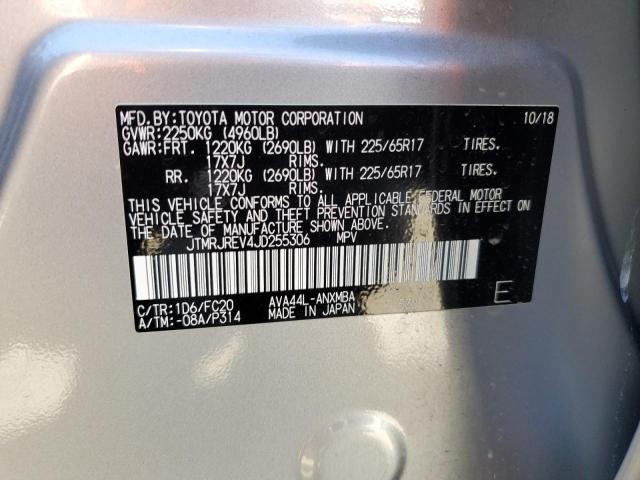 MFD.BY:TOYOTA MOTOR CORPORATION 10/18
GVWR:2250KG (4960LB)
GAWR:FRT. 1220KG (2690LB) WITH 225/65R17 TIRES.
17X7J RIMS.
RR. 1220KG (2690LB) WITH 225/65R17 TIRES.
17X7J RIMS.
THIS VEHICLE CONFORMS TO ALL APPLICABLE FEDERAL MOTOR
VEHICLE SAFETY AND THEFT PREVENTION STANDARDS IN EFFECT ON
THE DATE OF MANUFACTURE SHOWN ABOVE.
JTMRJREV4JD255306 MPV
C/TR:1D6/FC20 AVA44L-ANXMBA E
A/TM:-08A/P314 MADE IN JAPAN